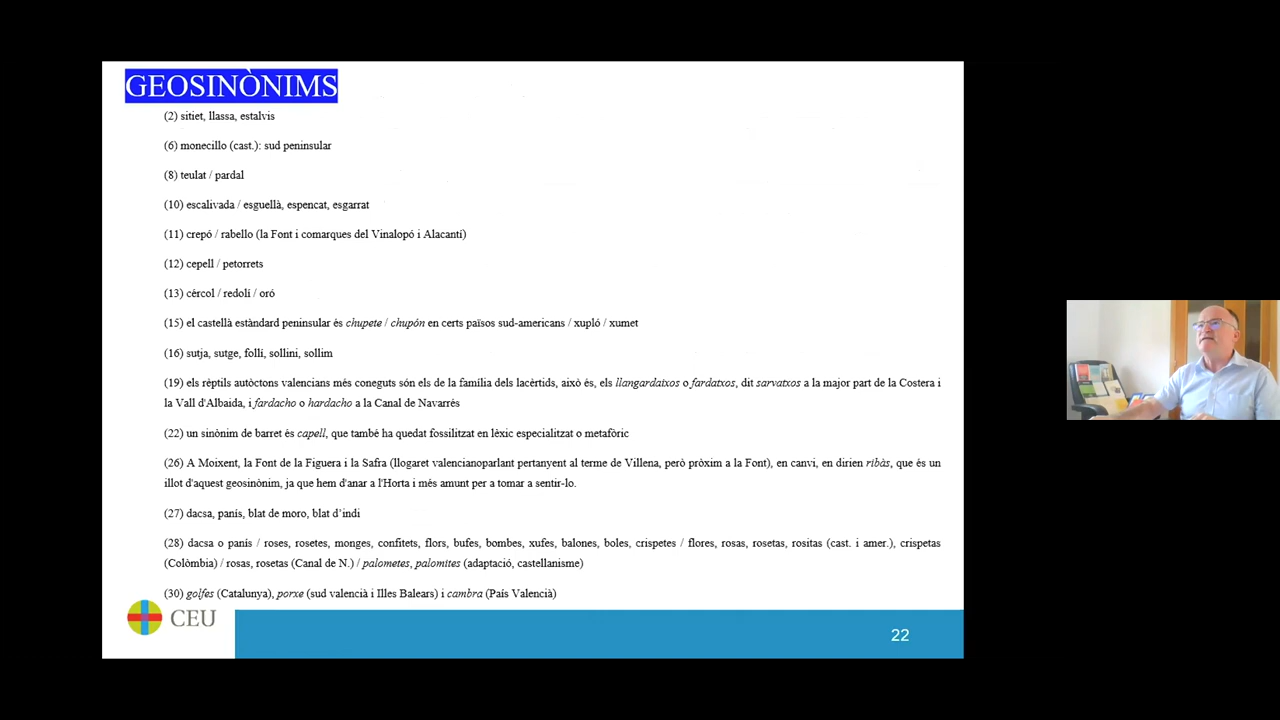 GEOSINÒNIMS
(2) sitiet, llassa, estalvis
(6) monecillo (cast.): sud peninsular
(8) teulat / pardal
(10) escalivada / esguellà, espencat, esgarrat
(11) crepó / rabello (la Font i comarques del Vinalopó i Alacantí)
(12) cepell / petorrets
(13) cércol / redolí / oró
(15) el castellà estàndard peninsular és chupete / chupón en certs països sud-americans / xupló / xumet
(16) sutja, sutge, follí, sollini, sollim
(19) els rèptils autòctons valencians més coneguts són els de la família dels lacèrtids, això és, els llangardaixos o fardatxos, dit sarvatxos a la major part de la Costera i
la Vall d'Albaida, i fardacho o hardacho a la Canal de Navarrés
(22) un sinònim de barret és capell, que també ha quedat fossilitzat en lèxic especialitzat o metafòric
(26) A Moixent, la Font de la Figuera i la Safra (llogaret valencianoparlant pertanyent al terme de Villena, però pròxim a la Font), en canvi, en dirien ribàs, que és un
illot d'aquest geosinònim, ja que hem d'anar a l'Horta i més amunt per a tornar a sentir-lo.
(27) dacsa, panís, blat de moro, blat d’indi
(28) dacsa o panís / roses, rosetes, monges, confitets, flors, bufes, bombes, xufes, balones, boles, crispetes / flores, rosas, rosetas, rositas (cast. i amer.), crispetas
(Colòmbia) / rosas, rosetas (Canal de N.) / palometes, palomites (adaptació, castellanisme)
(30) golfes (Catalunya), porxe (sud valencià i Illes Balears) i cambra (País Valencià)
CEU
22